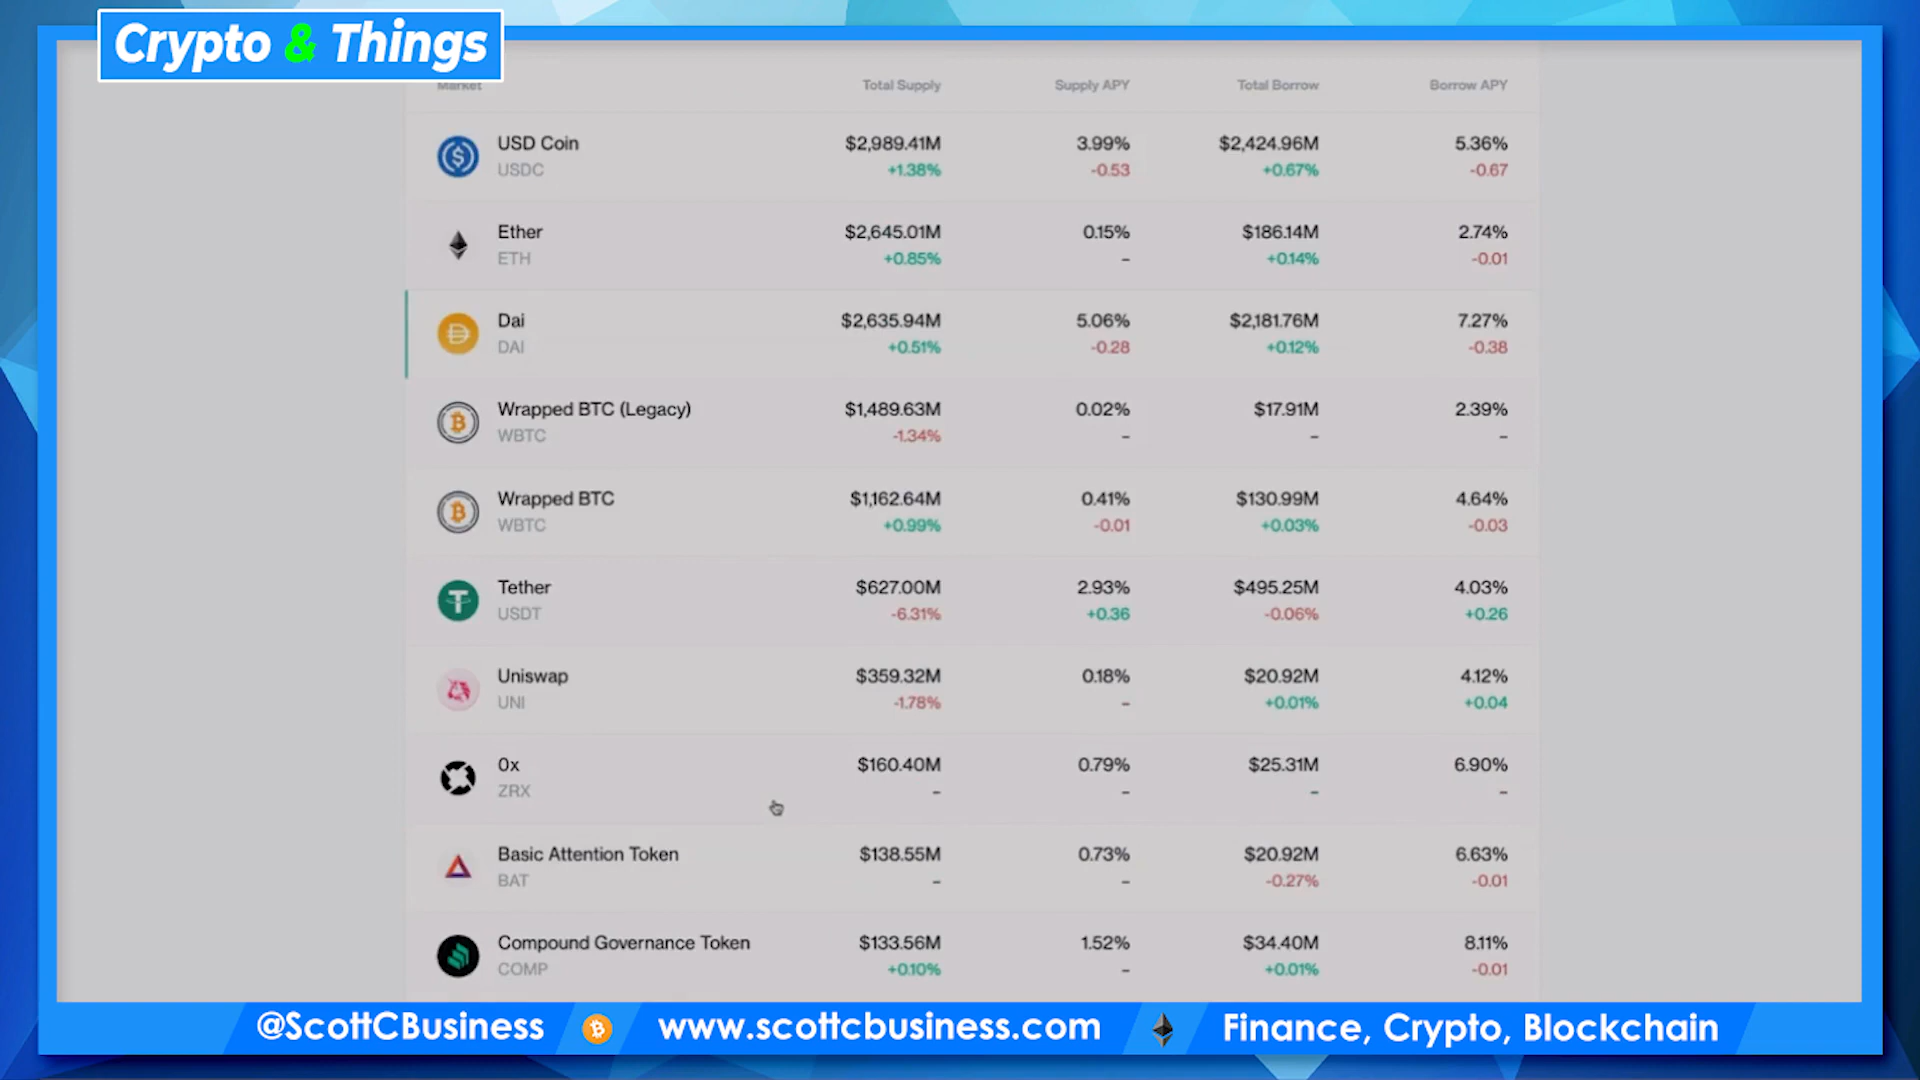 Crypto & Things
Market Total Supply Supply APY Total Borrow Borrow APY
USD Coin $2,989.41M 3.99% $2,424.96M 5.36%
USDC +1.38% -0.53 +0.67% -0.67
Ether $2,645.01M 0.15% $186.14M 2.74%
ETH +0.85% – +0.14% -0.01
Dai $2,635.94M 5.06% $2,181.76M 7.27%
DAI +0.51% -0.28 +0.12% -0.38
Wrapped BTC (Legacy) $1,489.63M 0.02% $17.91M 2.39%
WBTC -1.34% – – –
Wrapped BTC $1,162.64M 0.41% $130.99M 4.64%
WBTC +0.99% -0.01 +0.03% -0.03
Tether $627.00M 2.93% $495.25M 4.03%
USDT -6.31% +0.36 -0.06% +0.26
Uniswap $359.32M 0.18% $20.92M 4.12%
UNI -1.78% – +0.01% +0.04
0x $160.40M 0.79% $25.31M 6.90%
ZRX – – – –
Basic Attention Token $138.55M 0.73% $20.92M 6.63%
BAT – – -0.27% -0.01
Compound Governance Token $133.56M 1.52% $34.40M 8.11%
COMP +0.10% – +0.01% -0.01
@ScottCBusiness www.scottcbusiness.com Finance, Crypto, Blockchain